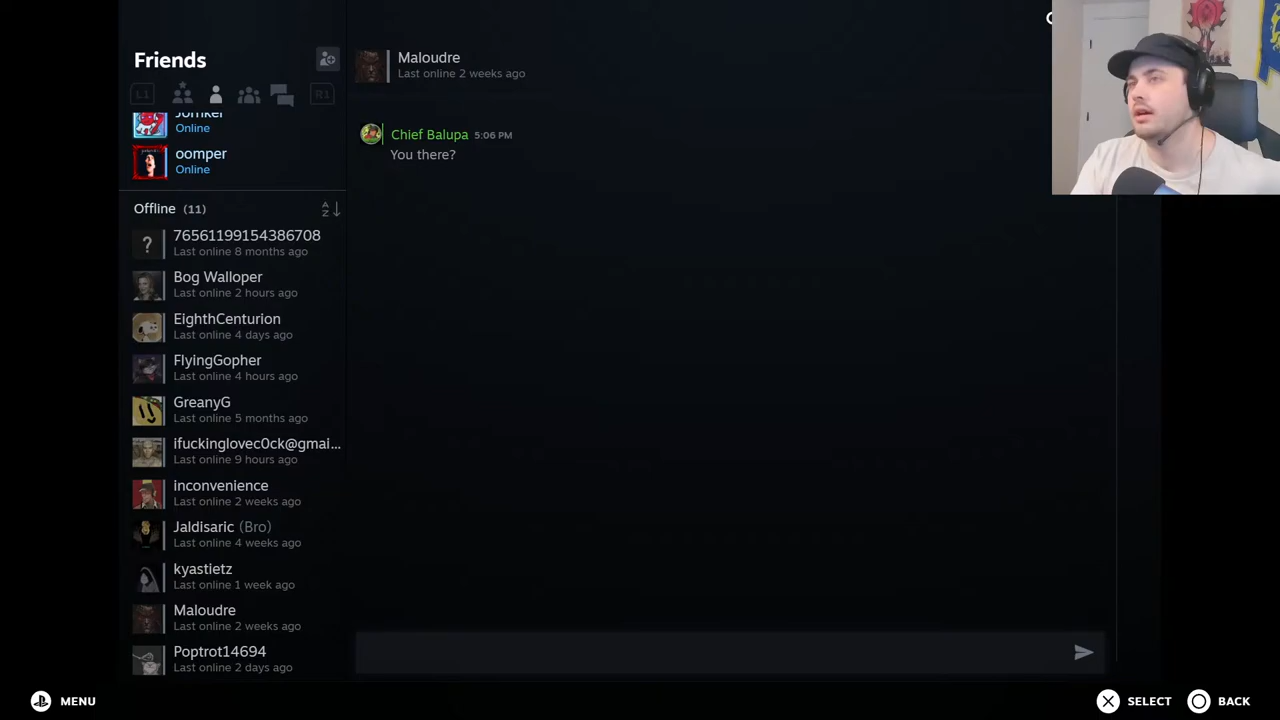 Friends
L1
R1
Jornker
Online
oomper
Online
Offline (11)
AZ
76561199154386708
Last online 8 months ago
Bog Walloper
Last online 2 hours ago
EighthCenturion
Last online 4 days ago
FlyingGopher
Last online 4 hours ago
GreanyG
Last online 5 months ago
ifuckinglovec0ck@gmai...
Last online 9 hours ago
inconvenience
Last online 2 weeks ago
Jaldisaric (Bro)
Last online 4 weeks ago
kyastietz
Last online 1 week ago
Maloudre
Last online 2 weeks ago
Poptrot14694
Last online 2 days ago
Maloudre
Last online 2 weeks ago
Chief Balupa 5:06 PM
You there?
MENU
SELECT
BACK